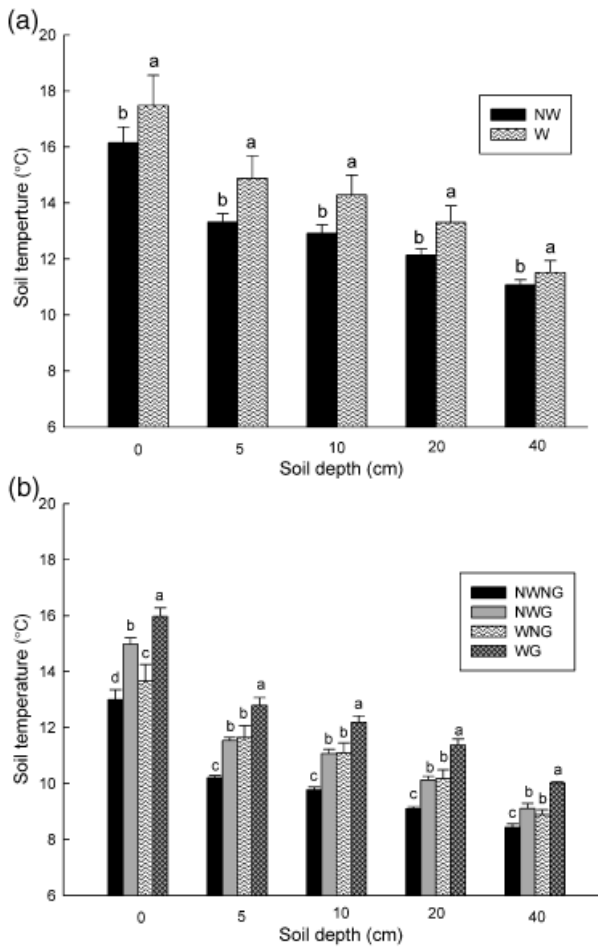 (a)
20
18
16
14
12
10
8
6
Soil temperture (°C)
b a
b a
b a
b a
b a
NW
W
0 5 10 20 40
Soil depth (cm)
(b)
20
18
16
14
12
10
8
6
Soil temperature (°C)
d b c a
c b b a
c b b a
c b b a
c b b a
NWNG
NWG
WNG
WG
0 5 10 20 40
Soil depth (cm)